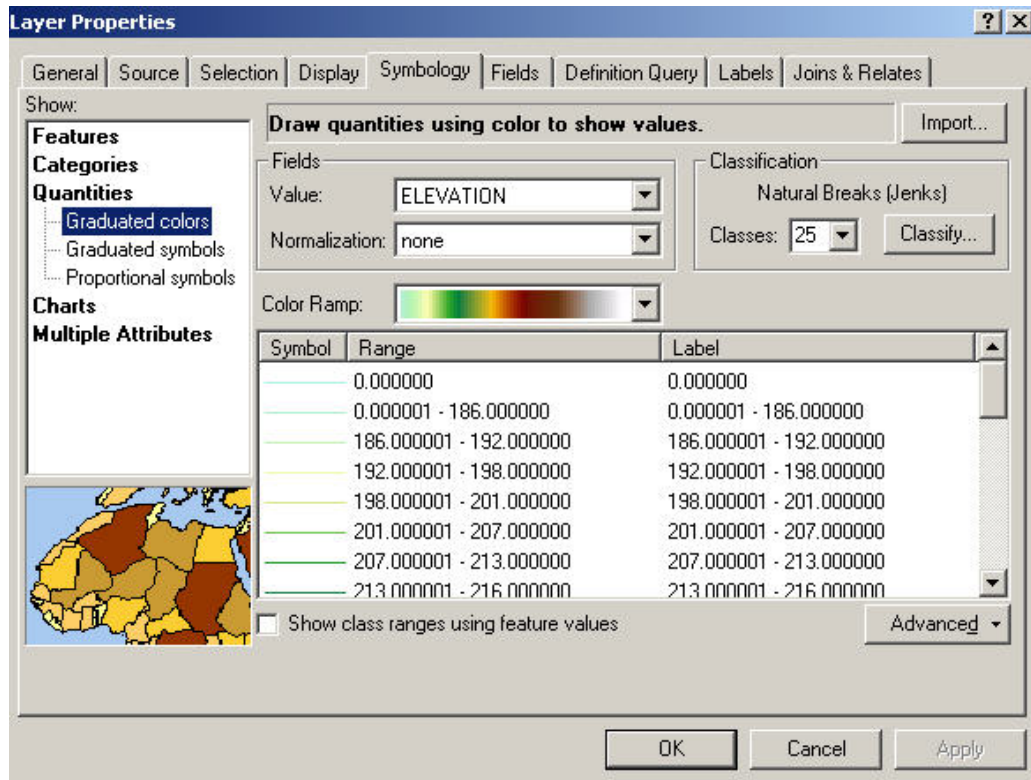 Layer Properties
General Source Selection Display Symbology Fields Definition Query Labels Joins & Relates
Show:
Features
Categories
Quantities
Graduated colors
Graduated symbols
Proportional symbols
Charts
Multiple Attributes
Draw quantities using color to show values.
Import...
Fields
Value: ELEVATION
Normalization: none
Classification
Natural Breaks (Jenks)
Classes: 25 Classify...
Color Ramp:
Symbol Range Label
0.000000 0.000000
0.000001 - 186.000000 0.000001 - 186.000000
186.000001 - 192.000000 186.000001 - 192.000000
192.000001 - 198.000000 192.000001 - 198.000000
198.000001 - 201.000000 198.000001 - 201.000000
201.000001 - 207.000000 201.000001 - 207.000000
207.000001 - 213.000000 207.000001 - 213.000000
213.000001 - 216.000000 213.000001 - 216.000000
Show class ranges using feature values
Advanced
OK Cancel Apply